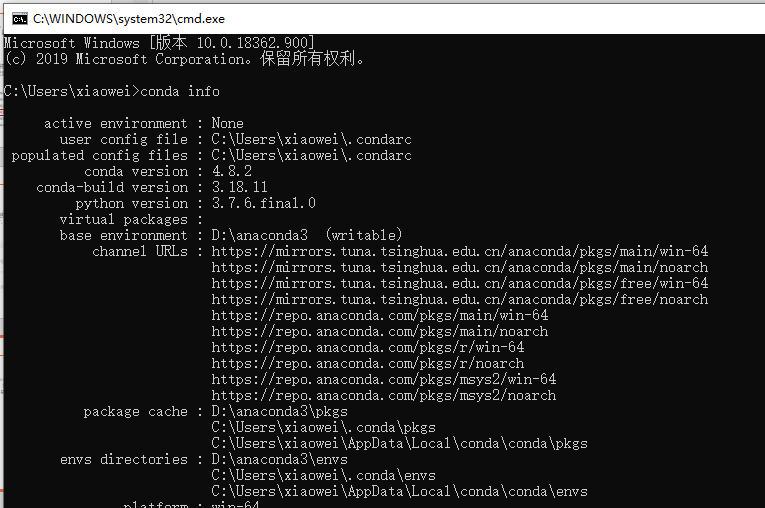 C:\WINDOWS\system32\cmd.exe
Microsoft Windows [版本 10.0.18362.900]
(c) 2019 Microsoft Corporation。保留所有权利。
C:\Users\xiaowei>conda info
active environment : None
user config file : C:\Users\xiaowei\.condarc
populated config files : C:\Users\xiaowei\.condarc
conda version : 4.8.2
conda-build version : 3.18.11
python version : 3.7.6.final.0
virtual packages :
base environment : D:\anaconda3  (writable)
channel URLs : https://mirrors.tuna.tsinghua.edu.cn/anaconda/pkgs/main/win-64
https://mirrors.tuna.tsinghua.edu.cn/anaconda/pkgs/main/noarch
https://mirrors.tuna.tsinghua.edu.cn/anaconda/pkgs/free/win-64
https://mirrors.tuna.tsinghua.edu.cn/anaconda/pkgs/free/noarch
https://repo.anaconda.com/pkgs/main/win-64
https://repo.anaconda.com/pkgs/main/noarch
https://repo.anaconda.com/pkgs/r/win-64
https://repo.anaconda.com/pkgs/r/noarch
https://repo.anaconda.com/pkgs/msys2/win-64
https://repo.anaconda.com/pkgs/msys2/noarch
package cache : D:\anaconda3\pkgs
C:\Users\xiaowei\.conda\pkgs
C:\Users\xiaowei\AppData\Local\conda\conda\pkgs
envs directories : D:\anaconda3\envs
C:\Users\xiaowei\.conda\envs
C:\Users\xiaowei\AppData\Local\conda\conda\envs
platform : win-64